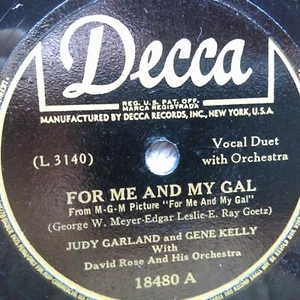 Decca
REG. U.S. PAT. OFF.
MARCA REGISTRADA
MANUFACTURED BY DECCA RECORDS, INC., NEW YORK, U.S.A.
(L 3140)
Vocal Duet
with Orchestra
FOR ME AND MY GAL
From M-G-M Picture "For Me And My Gal"
(George W. Meyer-Edgar Leslie-E. Ray Goetz)
JUDY GARLAND and GENE KELLY
With
David Rose And His Orchestra
18480 A